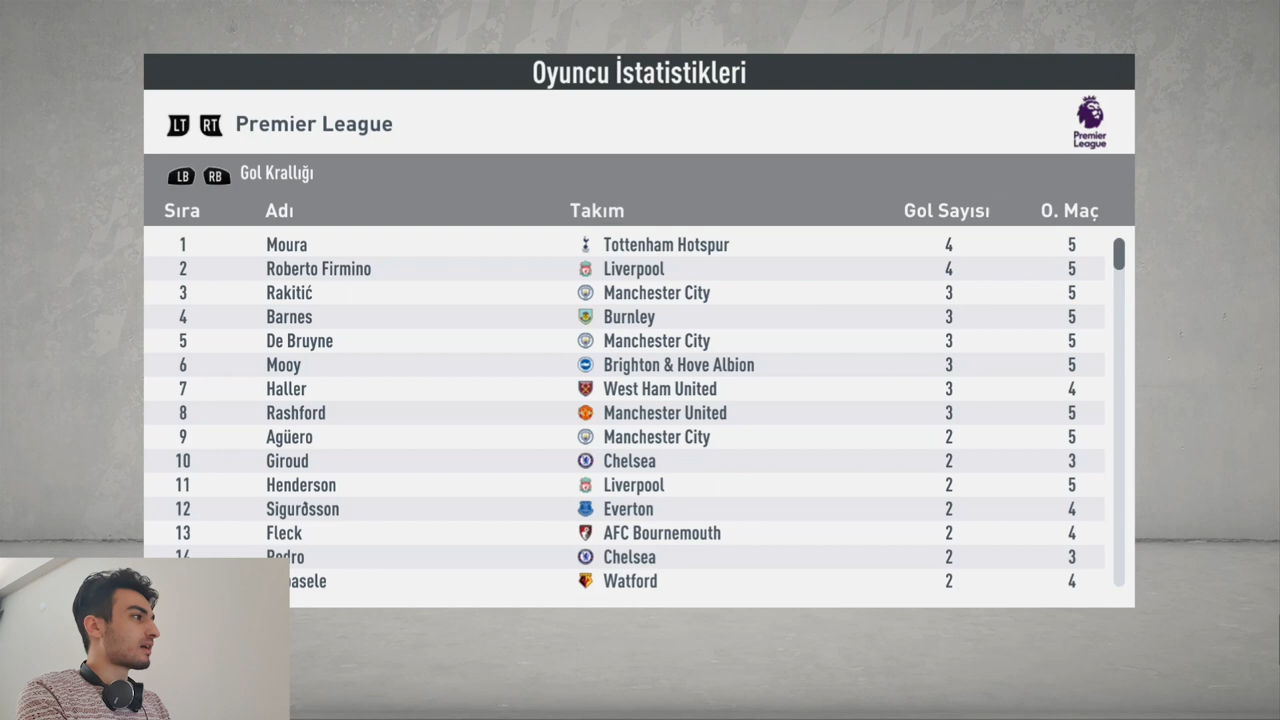 Oyuncu İstatistikleri
LT RT Premier League
Premier League
LB RB Gol Krallığı
Sıra Adı Takım Gol Sayısı O. Maç
1 Moura Tottenham Hotspur 4 5
2 Roberto Firmino Liverpool 4 5
3 Rakitić Manchester City 3 5
4 Barnes Burnley 3 5
5 De Bruyne Manchester City 3 5
6 Mooy Brighton & Hove Albion 3 5
7 Haller West Ham United 3 4
8 Rashford Manchester United 3 5
9 Agüero Manchester City 2 5
10 Giroud Chelsea 2 3
11 Henderson Liverpool 2 5
12 Sigurðsson Everton 2 4
13 Fleck AFC Bournemouth 2 4
14 Pedro Chelsea 2 3
Watford 2 4